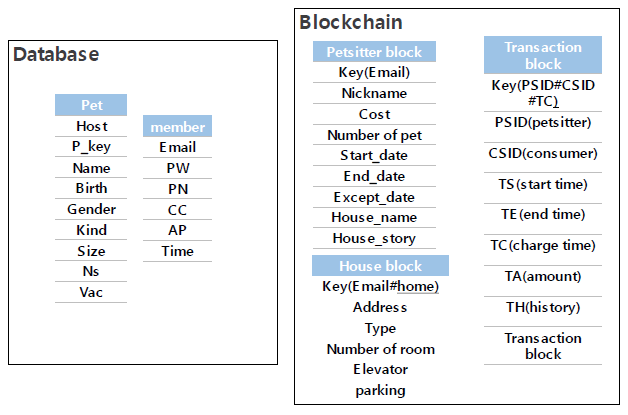 Database
Pet
Host
P_key
Name
Birth
Gender
Kind
Size
Ns
Vac
member
Email
PW
PN
CC
AP
Time
Blockchain
Petsitter block
Key(Email)
Nickname
Cost
Number of pet
Start_date
End_date
Except_date
House_name
House_story
House block
Key(Email#home)
Address
Type
Number of room
Elevator
parking
Transaction
block
Key(PSID#CSID
#TC)
PSID(petsitter)
CSID(consumer)
TS(start time)
TE(end time)
TC(charge time)
TA(amount)
TH(history)
Transaction
block